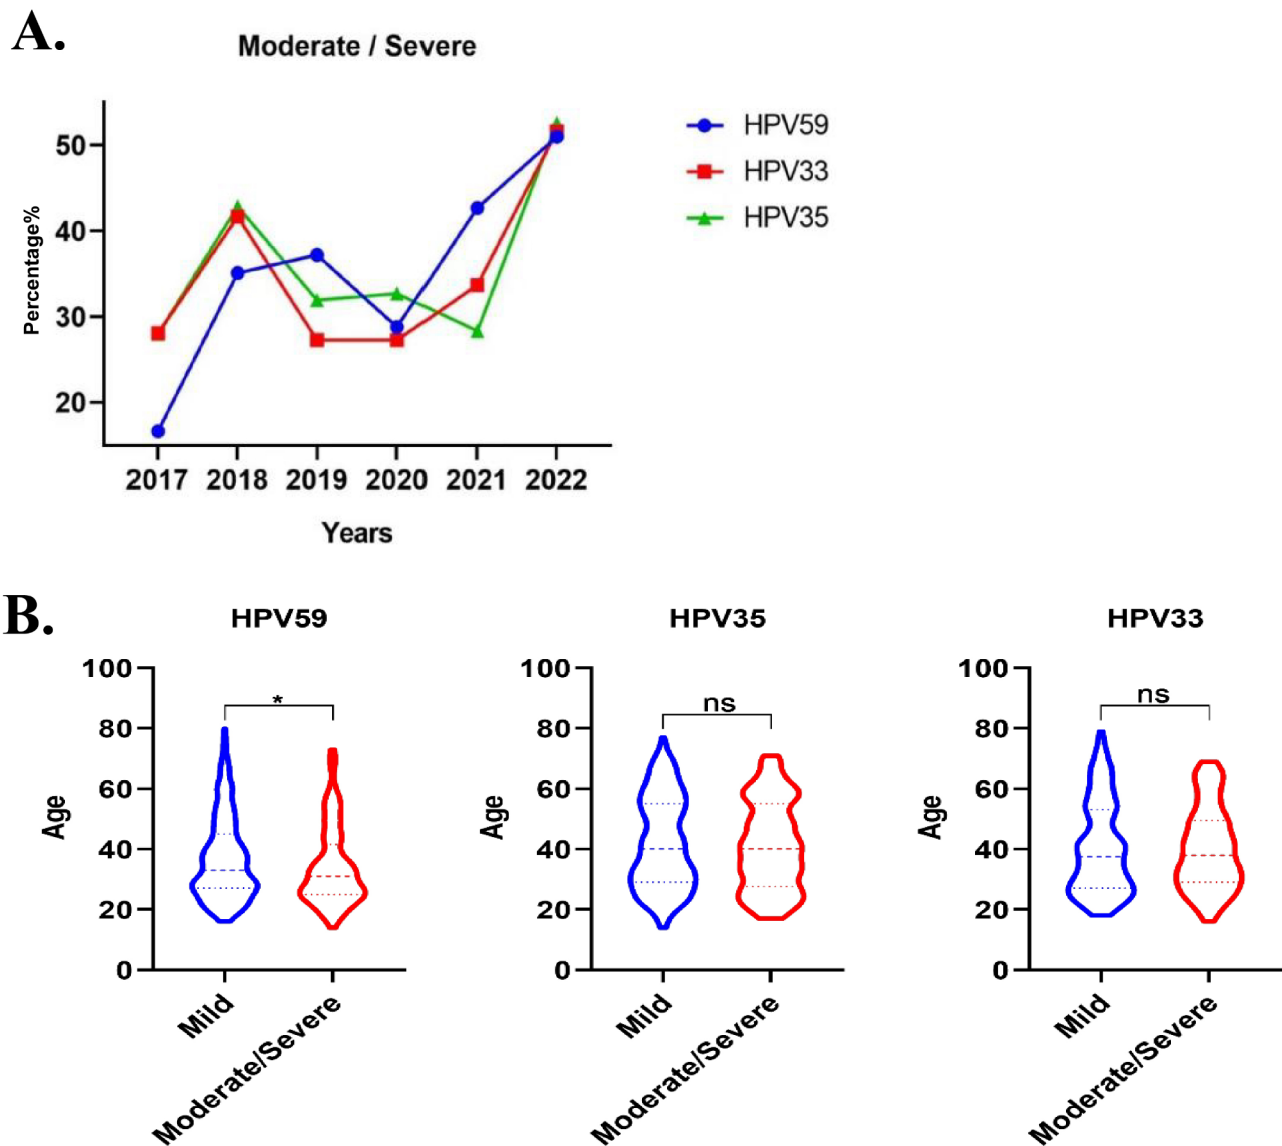 A.
Moderate / Severe
50
40
30
20
Percentage%
2017 2018 2019 2020 2021 2022
Years
HPV59
HPV33
HPV35
B.
HPV59
100
80
60
40
20
0
Age
*
Mild
Moderate/Severe
HPV35
100
80
60
40
20
0
Age
ns
Mild
Moderate/Severe
HPV33
100
80
60
40
20
0
Age
ns
Mild
Moderate/Severe